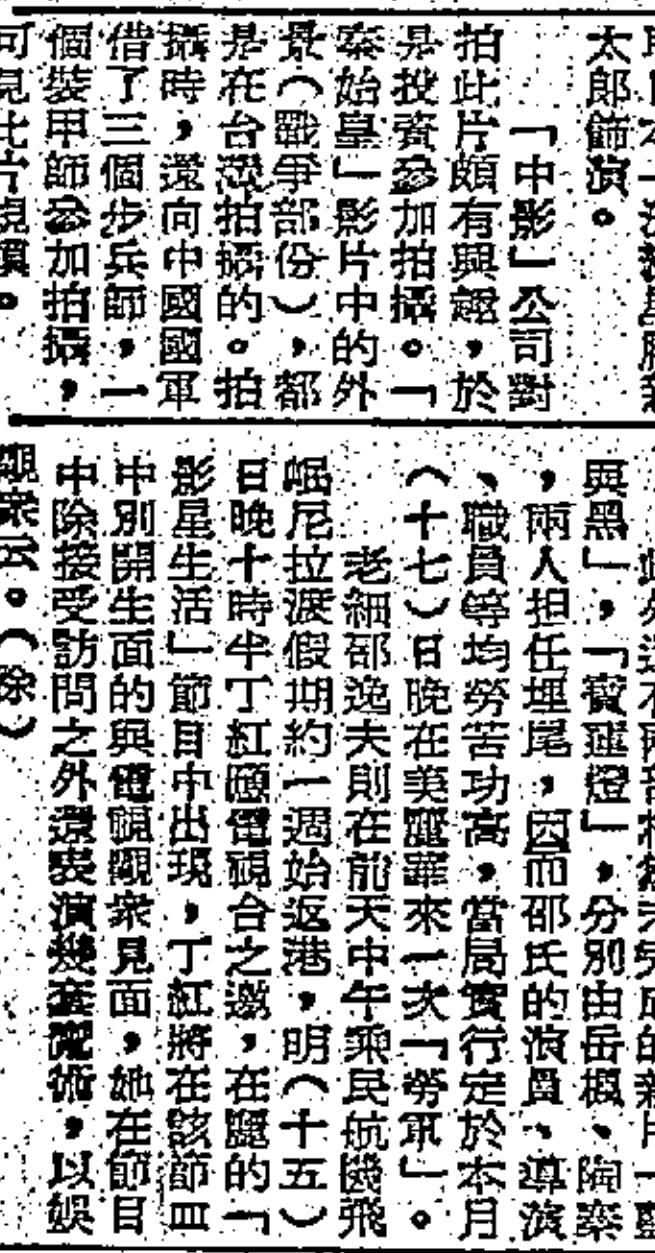 太郎飾演。
「中影」公司對
拍此片頗有興趣,於
是投資參加拍攝。「
秦始皇」影片中的外
景(戰爭部份),都
是在台灣拍攝的。拍
攝時,還向中國國軍
借了三個步兵師,一
個裝甲師參加拍攝,
可見此片規模。
與黑」,「寶蓮燈」,分別由岳楓、陶秦
,兩人担任埋尾,因而邵氏的演員、導演
、職員等均勞苦功高,當局實行定於本月
(十七)日晚在美麗華來一次「勞軍」。
老細邵逸夫則在前天中午乘民航機飛
岷尼拉渡假期約一週始返港,明(十五)
日晚十時半丁紅應電視台之邀,在麗的「
影星生活」節目中出現,丁紅將在該節目
中別開生面的與電視觀衆見面,她在節目
中除接受訪問之外還表演幾套魔術,以娛
觀衆云。(除)